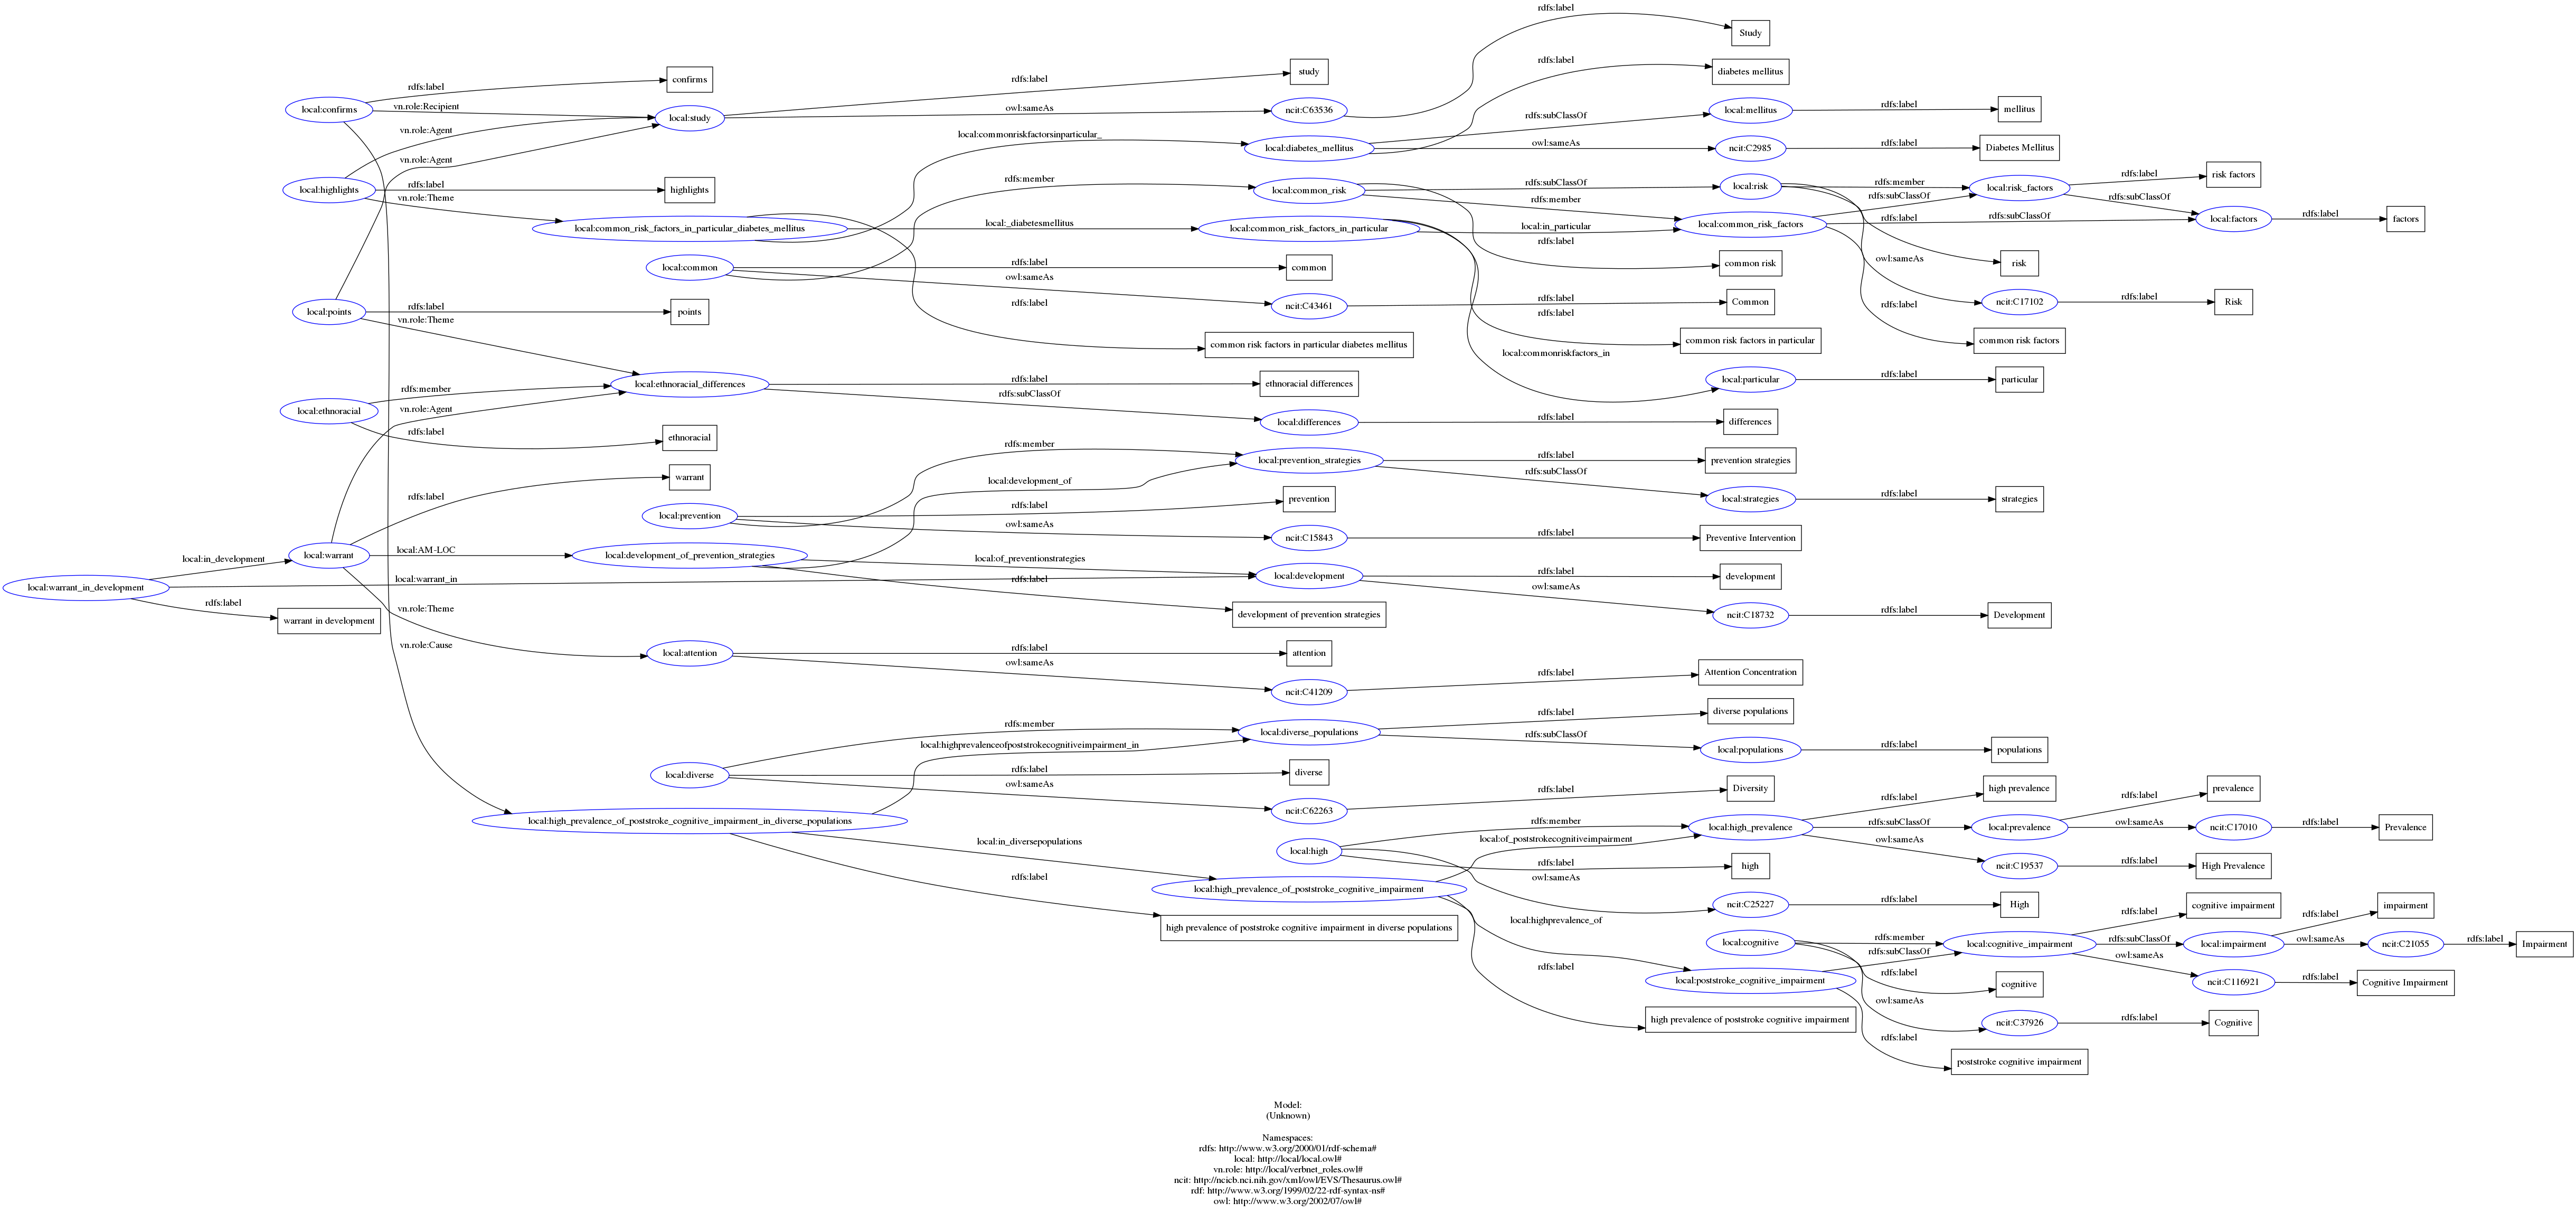 rdfs:label
Study
rdfs:label
diabetes mellitus
rdfs:label
study
rdfs:label
confirms
local:confirms
vn.role:Recipient
local:study
owl:sameAs
ncit:C63536
rdfs:subClassOf
local:mellitus
rdfs:label
mellitus
vn.role:Agent
local:commonriskfactorsinparticular_
local:diabetes_mellitus
owl:sameAs
ncit:C2985
rdfs:label
Diabetes Mellitus
vn.role:Agent
local:highlights
rdfs:label
highlights
vn.role:Theme
rdfs:member
local:common_risk
rdfs:subClassOf
local:risk
rdfs:member
local:risk_factors
rdfs:label
risk factors
rdfs:member
rdfs:subClassOf
rdfs:subClassOf
local:common_risk_factors_in_particular_diabetes_mellitus
local:_diabetesmellitus
local:common_risk_factors_in_particular
local:in_particular
local:common_risk_factors
rdfs:label
rdfs:subClassOf
local:factors
rdfs:label
factors
rdfs:label
local:common
rdfs:label
common
common risk
owl:sameAs
risk
owl:sameAs
ncit:C43461
rdfs:label
Common
ncit:C17102
rdfs:label
Risk
rdfs:label
rdfs:label
rdfs:label
local:points
rdfs:label
points
vn.role:Theme
common risk factors in particular diabetes mellitus
common risk factors in particular
common risk factors
local:commonriskfactors_in
local:ethnoracial_differences
rdfs:label
ethnoracial differences
local:particular
rdfs:label
particular
rdfs:member
rdfs:subClassOf
local:ethnoracial
vn.role:Agent
local:differences
rdfs:label
differences
rdfs:label
ethnoracial
rdfs:member
local:prevention_strategies
rdfs:label
prevention strategies
rdfs:subClassOf
warrant
rdfs:label
local:development_of
rdfs:label
prevention
local:strategies
rdfs:label
strategies
local:prevention
owl:sameAs
ncit:C15843
rdfs:label
Preventive Intervention
local:in_development
local:warrant
local:AM-LOC
local:development_of_prevention_strategies
local:of_preventionstrategies
local:warrant_in_development
local:warrant_in
rdfs:label
local:development
rdfs:label
development
owl:sameAs
rdfs:label
warrant in development
vn.role:Theme
development of prevention strategies
ncit:C18732
rdfs:label
Development
vn.role:Cause
local:attention
rdfs:label
attention
owl:sameAs
ncit:C41209
rdfs:label
Attention Concentration
rdfs:member
local:diverse_populations
rdfs:label
diverse populations
local:highprevalenceofpoststrokecognitiveimpairment_in
rdfs:subClassOf
local:populations
rdfs:label
populations
local:diverse
rdfs:label
diverse
owl:sameAs
ncit:C62263
rdfs:label
Diversity
rdfs:label
high prevalence
rdfs:label
prevalence
local:high_prevalence_of_poststroke_cognitive_impairment_in_diverse_populations
rdfs:member
local:high_prevalence
rdfs:subClassOf
local:prevalence
owl:sameAs
ncit:C17010
rdfs:label
Prevalence
local:in_diversepopulations
local:high
local:of_poststrokecognitiveimpairment
owl:sameAs
rdfs:label
high
ncit:C19537
rdfs:label
High Prevalence
rdfs:label
local:high_prevalence_of_poststroke_cognitive_impairment
owl:sameAs
ncit:C25227
rdfs:label
High
rdfs:label
cognitive impairment
rdfs:label
impairment
high prevalence of poststroke cognitive impairment in diverse populations
local:highprevalence_of
local:cognitive
rdfs:member
local:cognitive_impairment
rdfs:subClassOf
local:impairment
owl:sameAs
ncit:C21055
rdfs:label
Impairment
rdfs:subClassOf
owl:sameAs
rdfs:label
local:poststroke_cognitive_impairment
rdfs:label
cognitive
ncit:C116921
rdfs:label
Cognitive Impairment
owl:sameAs
high prevalence of poststroke cognitive impairment
ncit:C37926
rdfs:label
Cognitive
rdfs:label
poststroke cognitive impairment
Model:
(Unknown)
Namespaces:
rdfs: http://www.w3.org/2000/01/rdf-schema#
local: http://local/local.owl#
vn.role: http://local/verbnet_roles.owl#
ncit: http://ncicb.nci.nih.gov/xml/owl/EVS/Thesaurus.owl#
rdf: http://www.w3.org/1999/02/22-rdf-syntax-ns#
owl: http://www.w3.org/2002/07/owl#